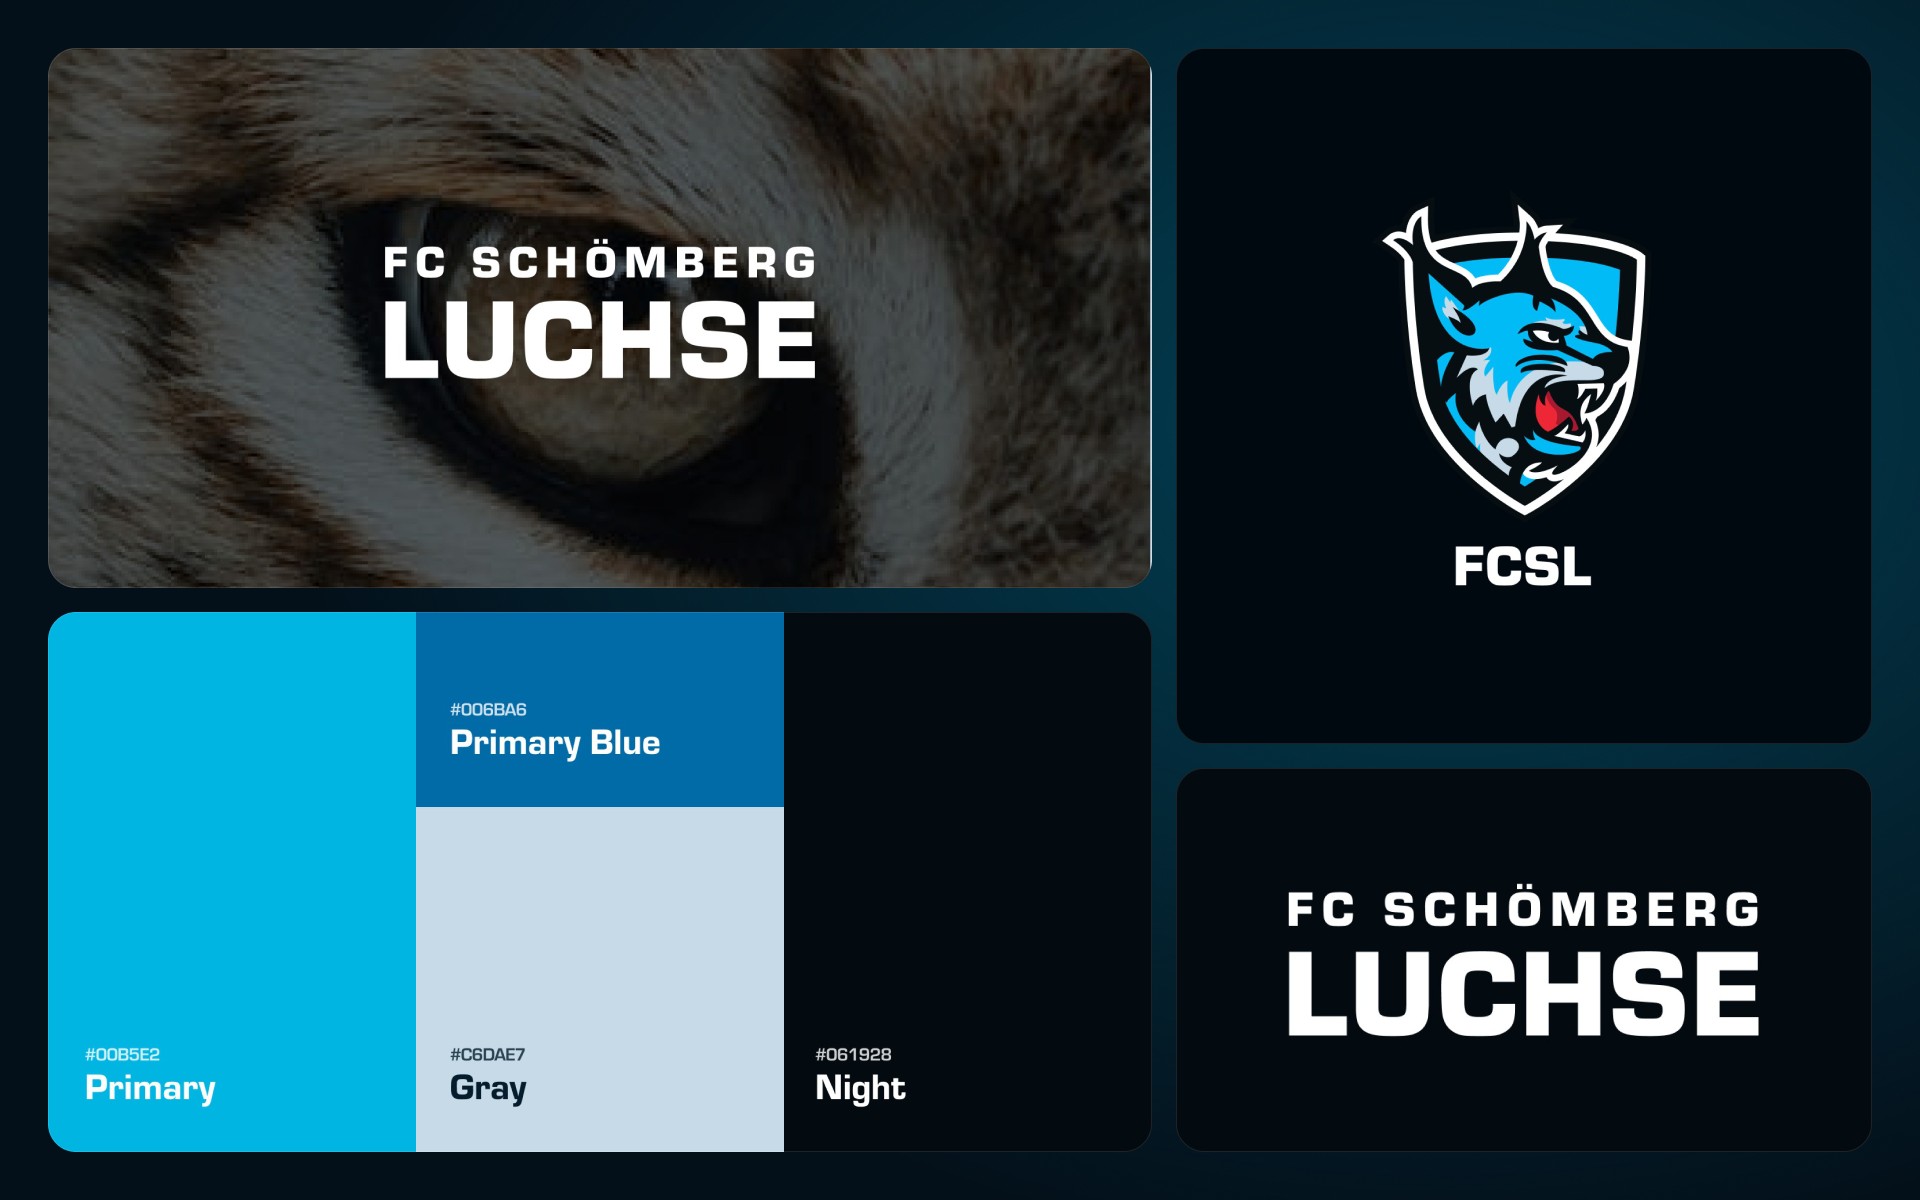 FC SCHÖMBERG
LUCHSE
FCSL
#006BA6
Primary Blue
#00B5E2
Primary
#C6DAE7
Gray
#061928
Night
FC SCHÖMBERG
LUCHSE